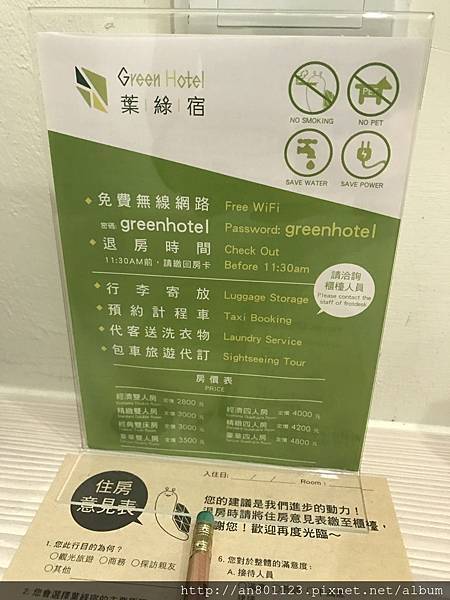 Green Hotel
葉綠宿
NO SMOKING
NO PET
SAVE WATER
SAVE POWER
免費無線網路 Free WiFi
密碼: greenhotel Password: greenhotel
退房時間 Check Out
11:30AM前，請繳回房卡 Before 11:30am
請洽詢
櫃檯人員
Please contact the
staff of frotdesk
行李寄放 Luggage Storage
預約計程車 Taxi Booking
代客送洗衣物 Laundry Service
包車旅遊代訂 Sightseeing Tour
房價表
PRICE
經濟雙人房 定價 2800 元
經濟四人房 定價 4000 元
精緻雙人房 定價 3000 元
精緻四人房 定價 4200 元
經典雙床房 定價 3000 元
豪華四人房 定價 4800 元
豪華雙人房 定價 3500 元
住房
意見表
入住日: / / Room:
您的建議是我們進步的動力！
退房時請將住房意見表繳至櫃檯，
謝您！歡迎再度光臨～
1. 您此行目的為何？
○觀光旅遊 ○商務 ○探訪親友
○其他
6. 您對於整體的滿意度:
A. 接待人員
http://an801123.pixnet.net/album